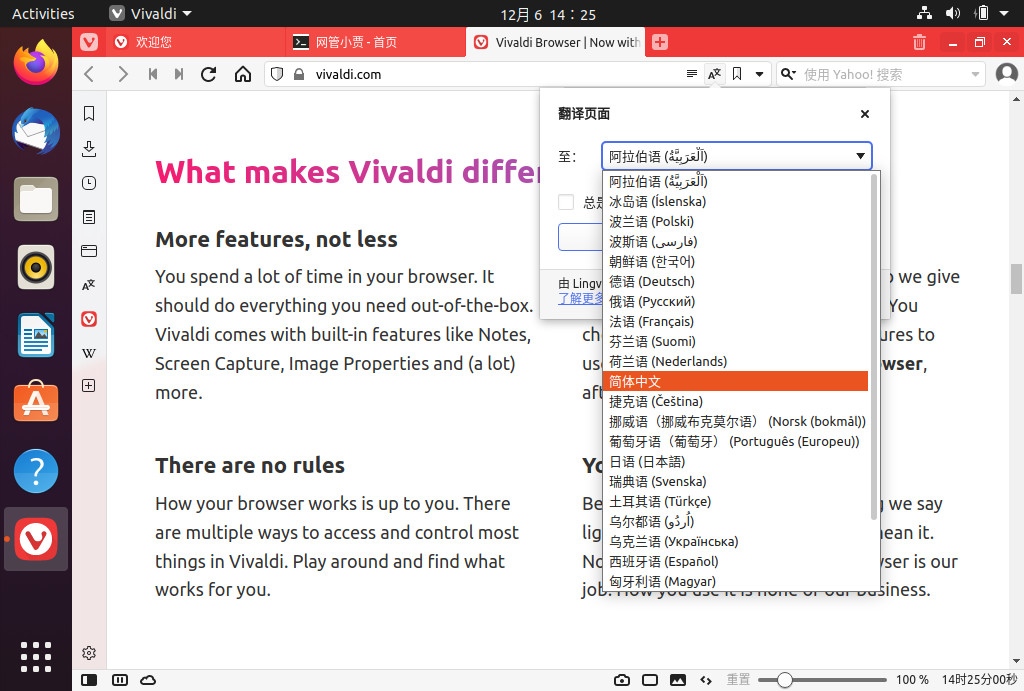 Activities
Vivaldi
12月 6 14：25
欢迎您
网管小贾 - 首页
Vivaldi Browser | Now with
vivaldi.com
使用 Yahoo! 搜索
翻译页面
至：
阿拉伯语 (اَلْعَرَبِيَّةُ)
阿拉伯语 (اَلْعَرَبِيَّةُ)
冰岛语 (Íslenska)
波兰语 (Polski)
波斯语 (فارسی)
朝鲜语 (한국어)
德语 (Deutsch)
俄语 (Русский)
法语 (Français)
芬兰语 (Suomi)
荷兰语 (Nederlands)
简体中文
捷克语 (Čeština)
挪威语（挪威布克莫尔语） (Norsk (bokmål))
葡萄牙语（葡萄牙） (Português (Europeu))
日语 (日本語)
瑞典语 (Svenska)
土耳其语 (Türkçe)
乌尔都语 (اُردُو)
乌克兰语 (Українська)
西班牙语 (Español)
匈牙利语 (Magyar)
总是
由 Lingv
了解更多
What makes Vivaldi differ
More features, not less
You spend a lot of time in your browser. It
should do everything you need out-of-the-box.
Vivaldi comes with built-in features like Notes,
Screen Capture, Image Properties and (a lot)
more.
we give
You
ch ures to
use wser,
aft
There are no rules
How your browser works is up to you. There
are multiple ways to access and control most
things in Vivaldi. Play around and find what
works for you.
Yo
Be g we say
lig ean it.
No wser is our
job. How you use it is none of our business.
重置
100 %
14时25分00秒